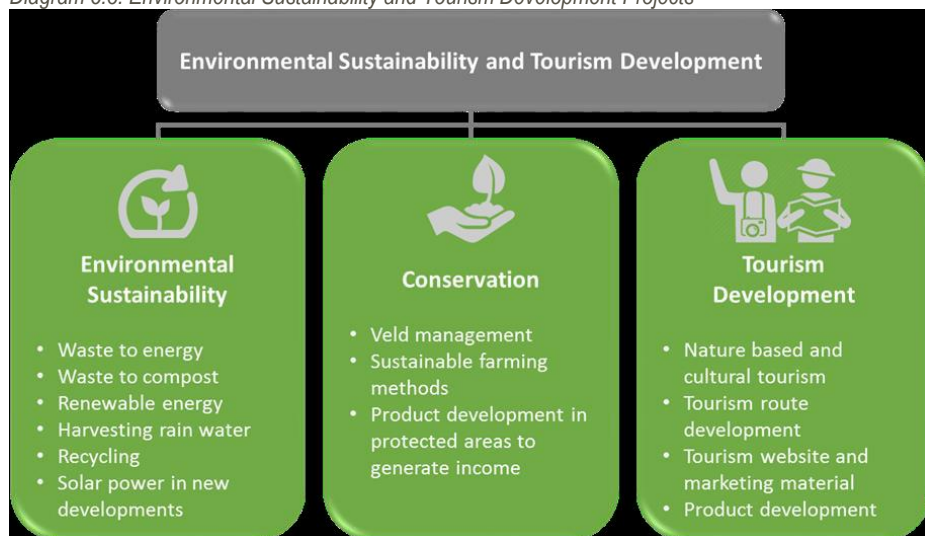 Diagram 6.8: Environmental Sustainability and Tourism Development Projects
Environmental Sustainability and Tourism Development
Environmental
Sustainability
• Waste to energy
• Waste to compost
• Renewable energy
• Harvesting rain water
• Recycling
• Solar power in new
developments
Conservation
• Veld management
• Sustainable farming
methods
• Product development in
protected areas to
generate income
Tourism
Development
• Nature based and
cultural tourism
• Tourism route
development
• Tourism website and
marketing material
• Product development